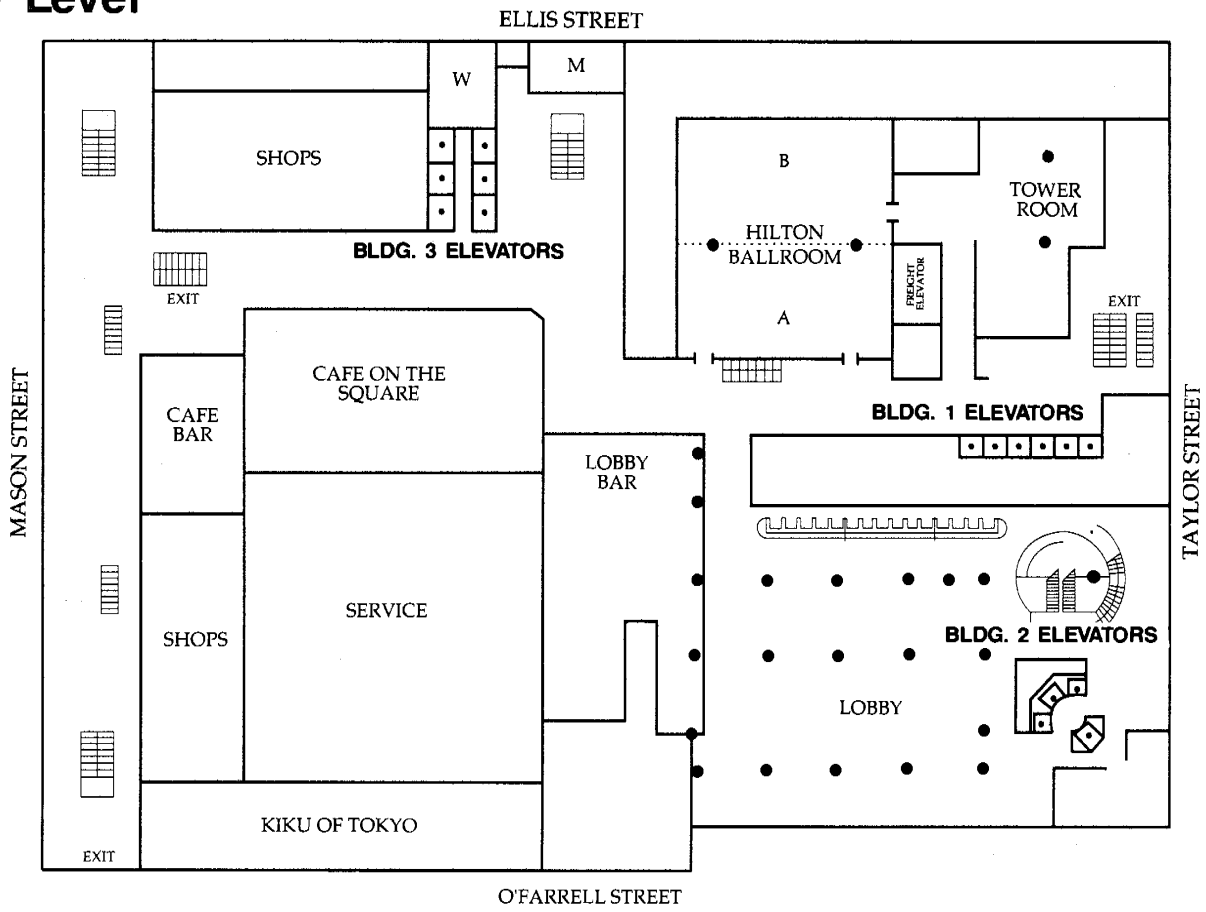 Level
ELLIS STREET
W
M
SHOPS
B
TOWER
ROOM
HILTON
BALLROOM
BLDG. 3 ELEVATORS
FREIGHT
ELEVATOR
EXIT
EXIT
A
CAFE ON THE
SQUARE
CAFE
BAR
BLDG. 1 ELEVATORS
MASON STREET
TAYLOR STREET
LOBBY
BAR
SERVICE
SHOPS
BLDG. 2 ELEVATORS
LOBBY
KIKU OF TOKYO
EXIT
O'FARRELL STREET